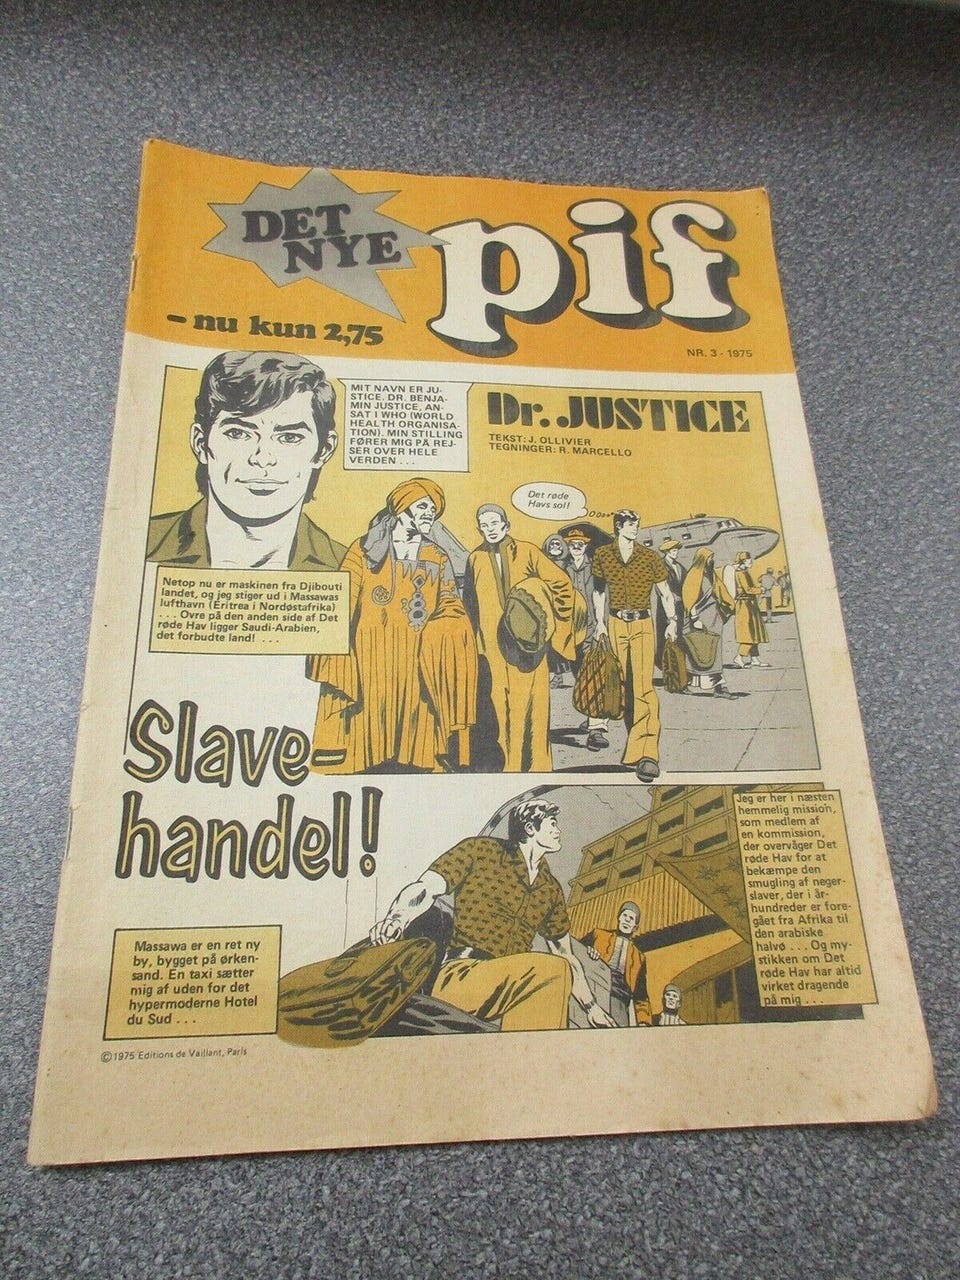 DET
NYE
pif
- nu kun 2,75
NR. 3 - 1975
MIT NAVN ER JU-
STICE. DR. BENJA-
MIN JUSTICE, AN-
SAT I WHO (WORLD
HEALTH ORGANISA-
TION). MIN STILLING
FØRER MIG PÅ REJ-
SER OVER HELE
VERDEN . . .
Dr. JUSTICE
TEKST: J. OLLIVIER
TEGNINGER: R. MARCELLO
Det røde
Havs sol!
Netop nu er maskinen fra Djibouti
landet, og jeg stiger ud i Massawas
lufthavn (Eritrea i Nordøstafrika)
. . . Ovre på den anden side af Det
røde Hav ligger Saudi-Arabien,
det forbudte land! . . .
Slave-
handel!
Jeg er her i næsten
hemmelig mission,
som medlem af
en kommission,
der overvåger Det
røde Hav for at
bekæmpe den
smugling af neger-
slaver, der i år-
hundreder er fore-
gået fra Afrika til
den arabiske
halvø . . . Og my-
stikken om Det
røde Hav har altid
virket dragende
på mig . . .
Massawa er en ret ny
by, bygget på ørken-
sand. En taxi sætter
mig af uden for det
hypermoderne Hotel
du Sud . . .
©1975 Editions de Vaillant, Paris